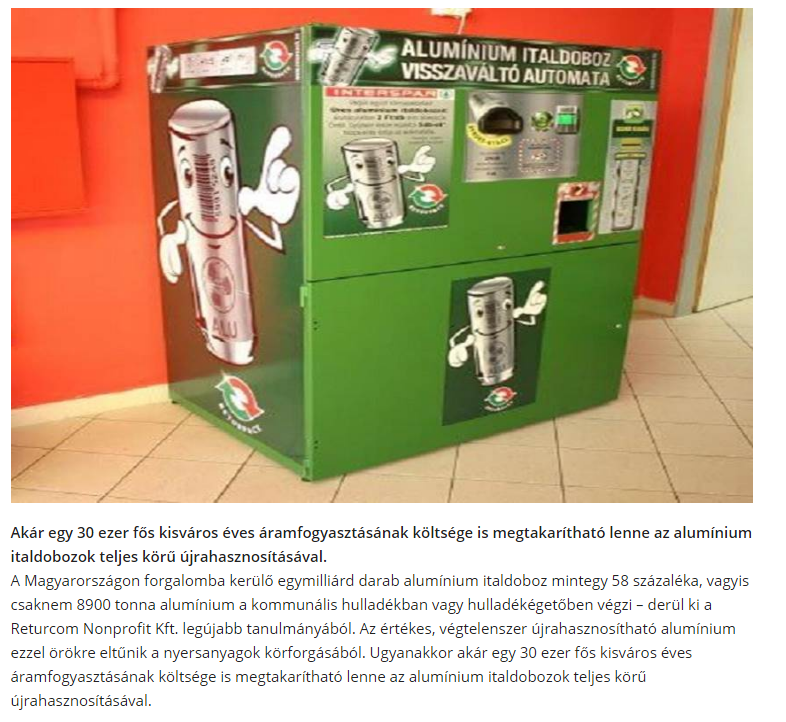 ALUMÍNIUM ITALDOBOZ
VISSZAVÁLTÓ AUTOMATA
INTERSPAR
ALU
ALU
Akár egy 30 ezer fős kisváros éves áramfogyasztásának költsége is megtakarítható lenne az alumínium
italdobozok teljes körű újrahasznosításával.
A Magyarországon forgalomba kerülő egymilliárd darab alumínium italdoboz mintegy 58 százaléka, vagyis
csaknem 8900 tonna alumínium a kommunális hulladékban vagy hulladékégetőben végzi – derül ki a
Returcom Nonprofit Kft. legújabb tanulmányából. Az értékes, végtelenszer újrahasznosítható alumínium
ezzel örökre eltűnik a nyersanyagok körforgásából. Ugyanakkor akár egy 30 ezer fős kisváros éves
áramfogyasztásának költsége is megtakarítható lenne az alumínium italdobozok teljes körű
újrahasznosításával.